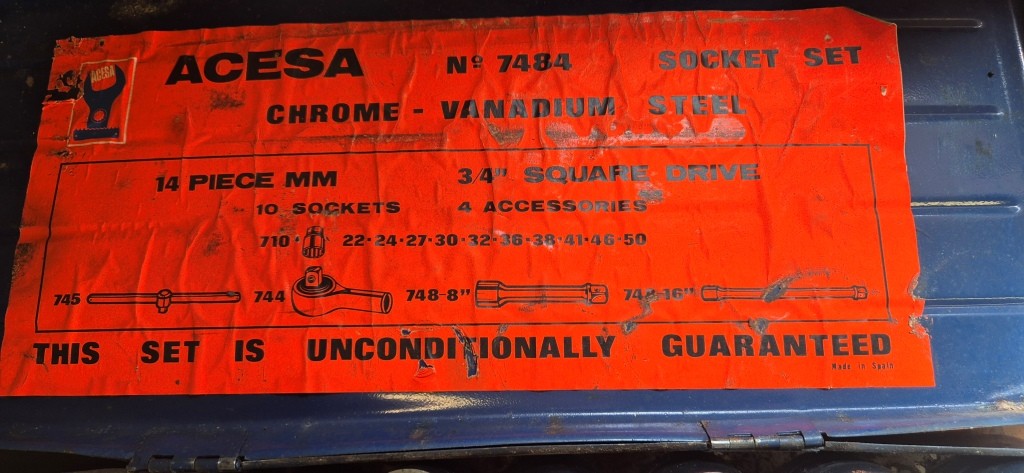 ACESA Nº 7484 SOCKET SET
ACESA
CHROME - VANADIUM STEEL
14 PIECE MM 3/4" SQUARE DRIVE
10 SOCKETS 4 ACCESSORIES
710 · 22·24·27·30·32·36·38·41·46·50
745 744 748-8" 748-16"
THIS SET IS UNCONDITIONALLY GUARANTEED
Made in Spain